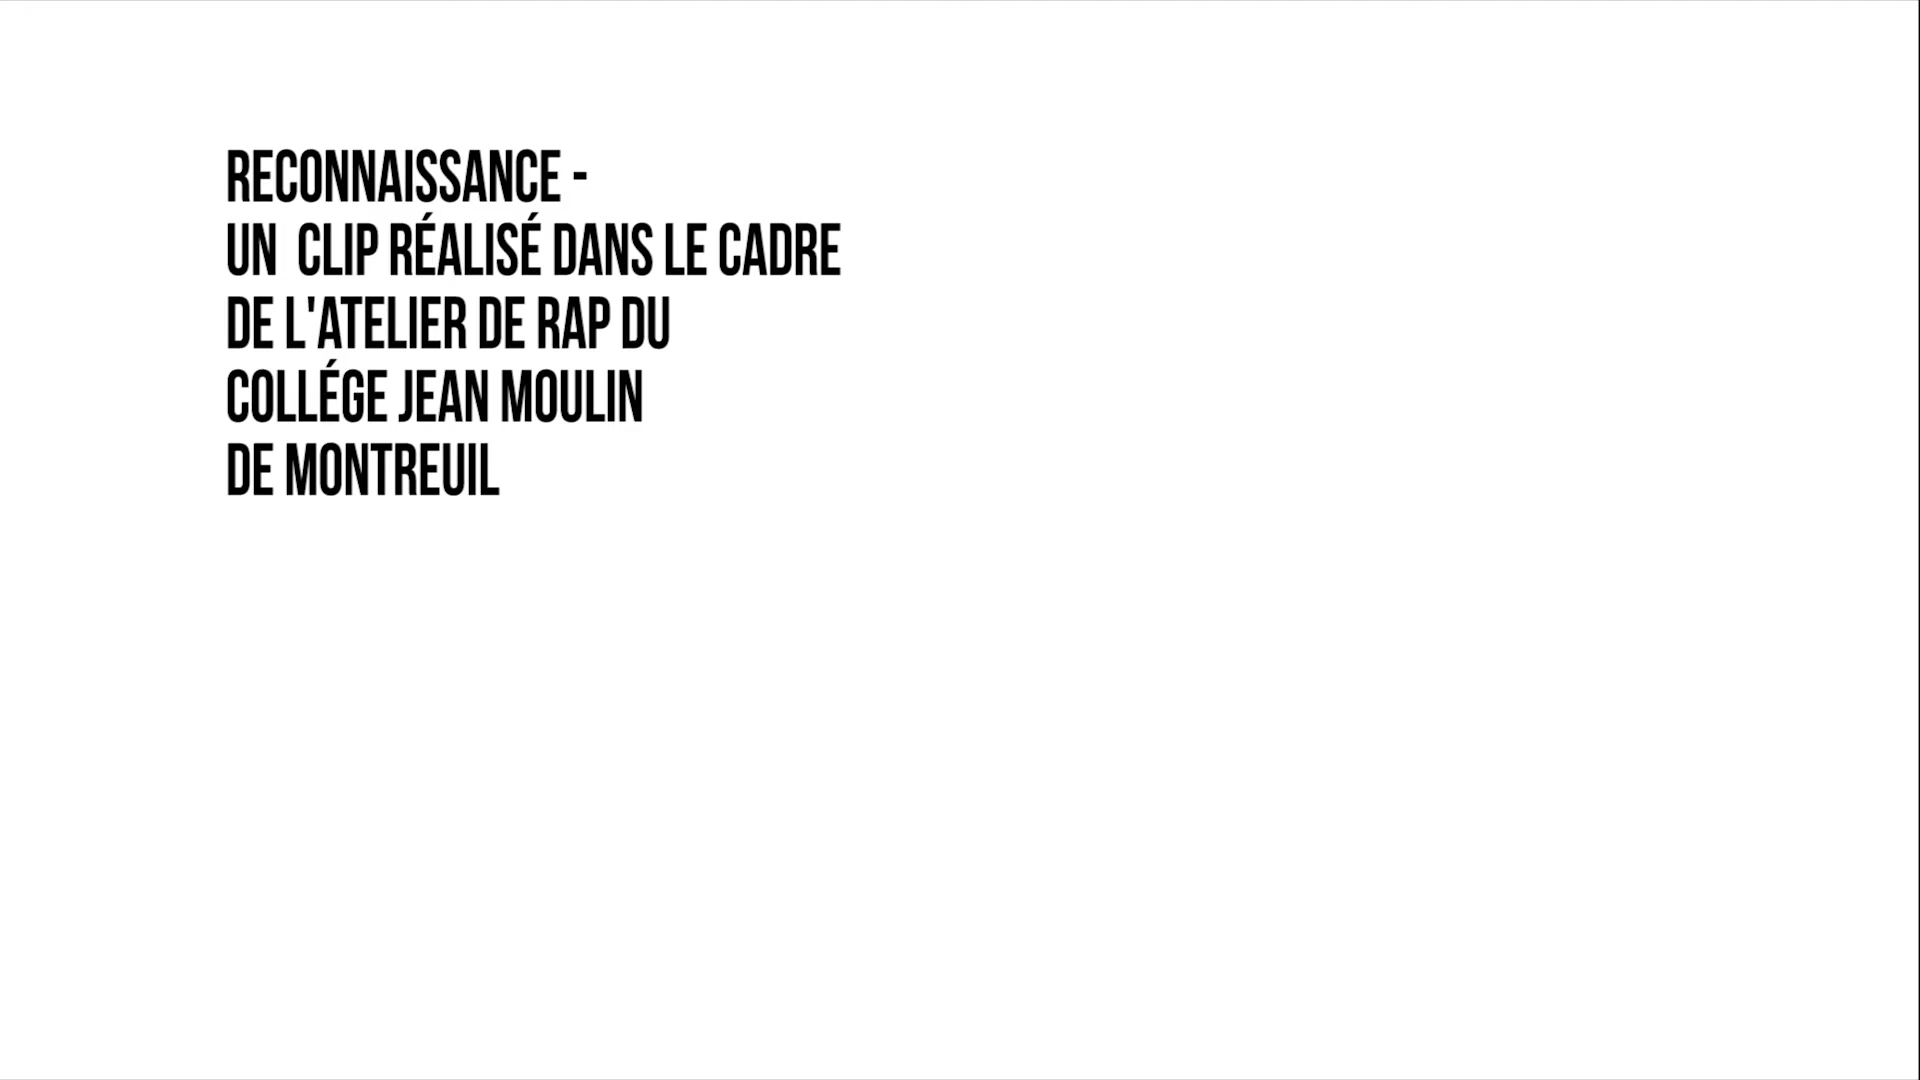 RECONNAISSANCE -
UN  CLIP RÉALISÉ DANS LE CADRE
DE L'ATELIER DE RAP DU
COLLÉGE JEAN MOULIN
DE MONTREUIL